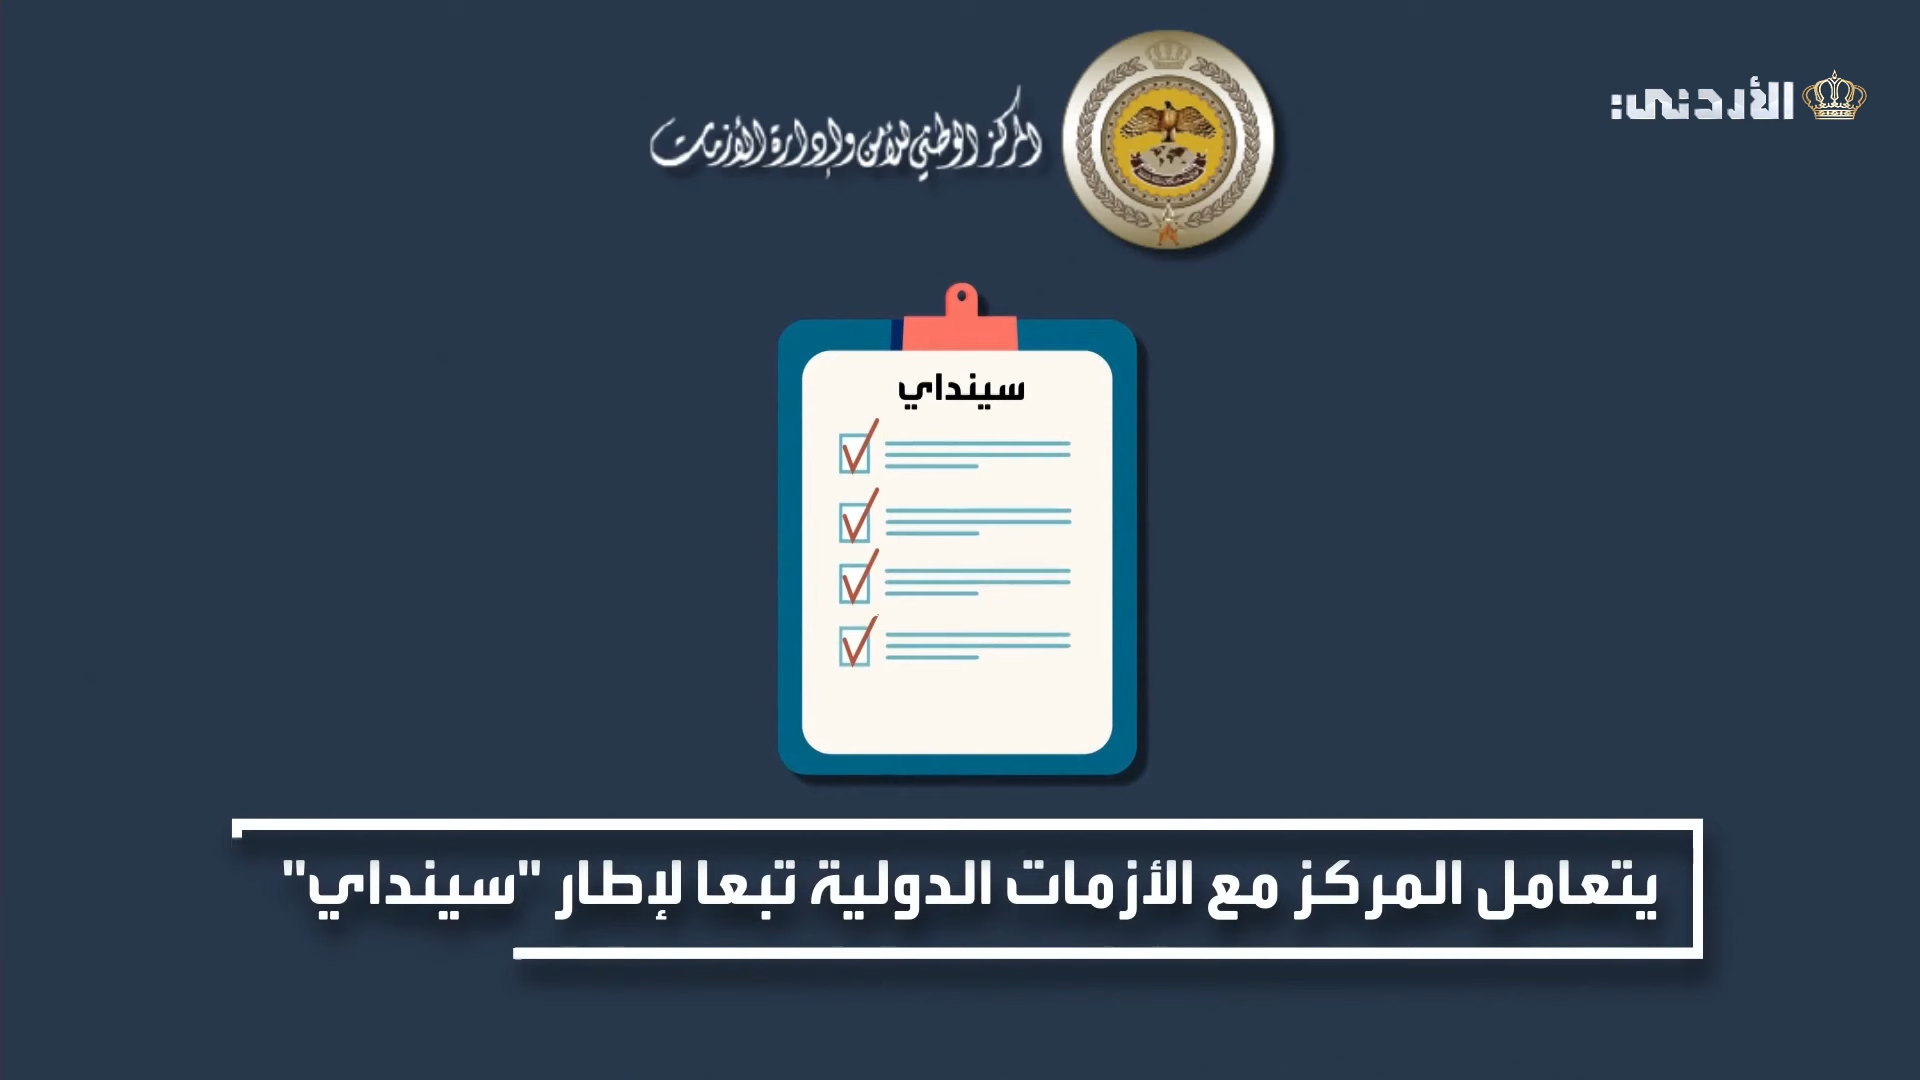 الأردني:
المركز الوطني للأمن وإدارة الأزمات
سينداي
يتعامل المركز مع الأزمات الدولية تبعا لإطار "سينداي"